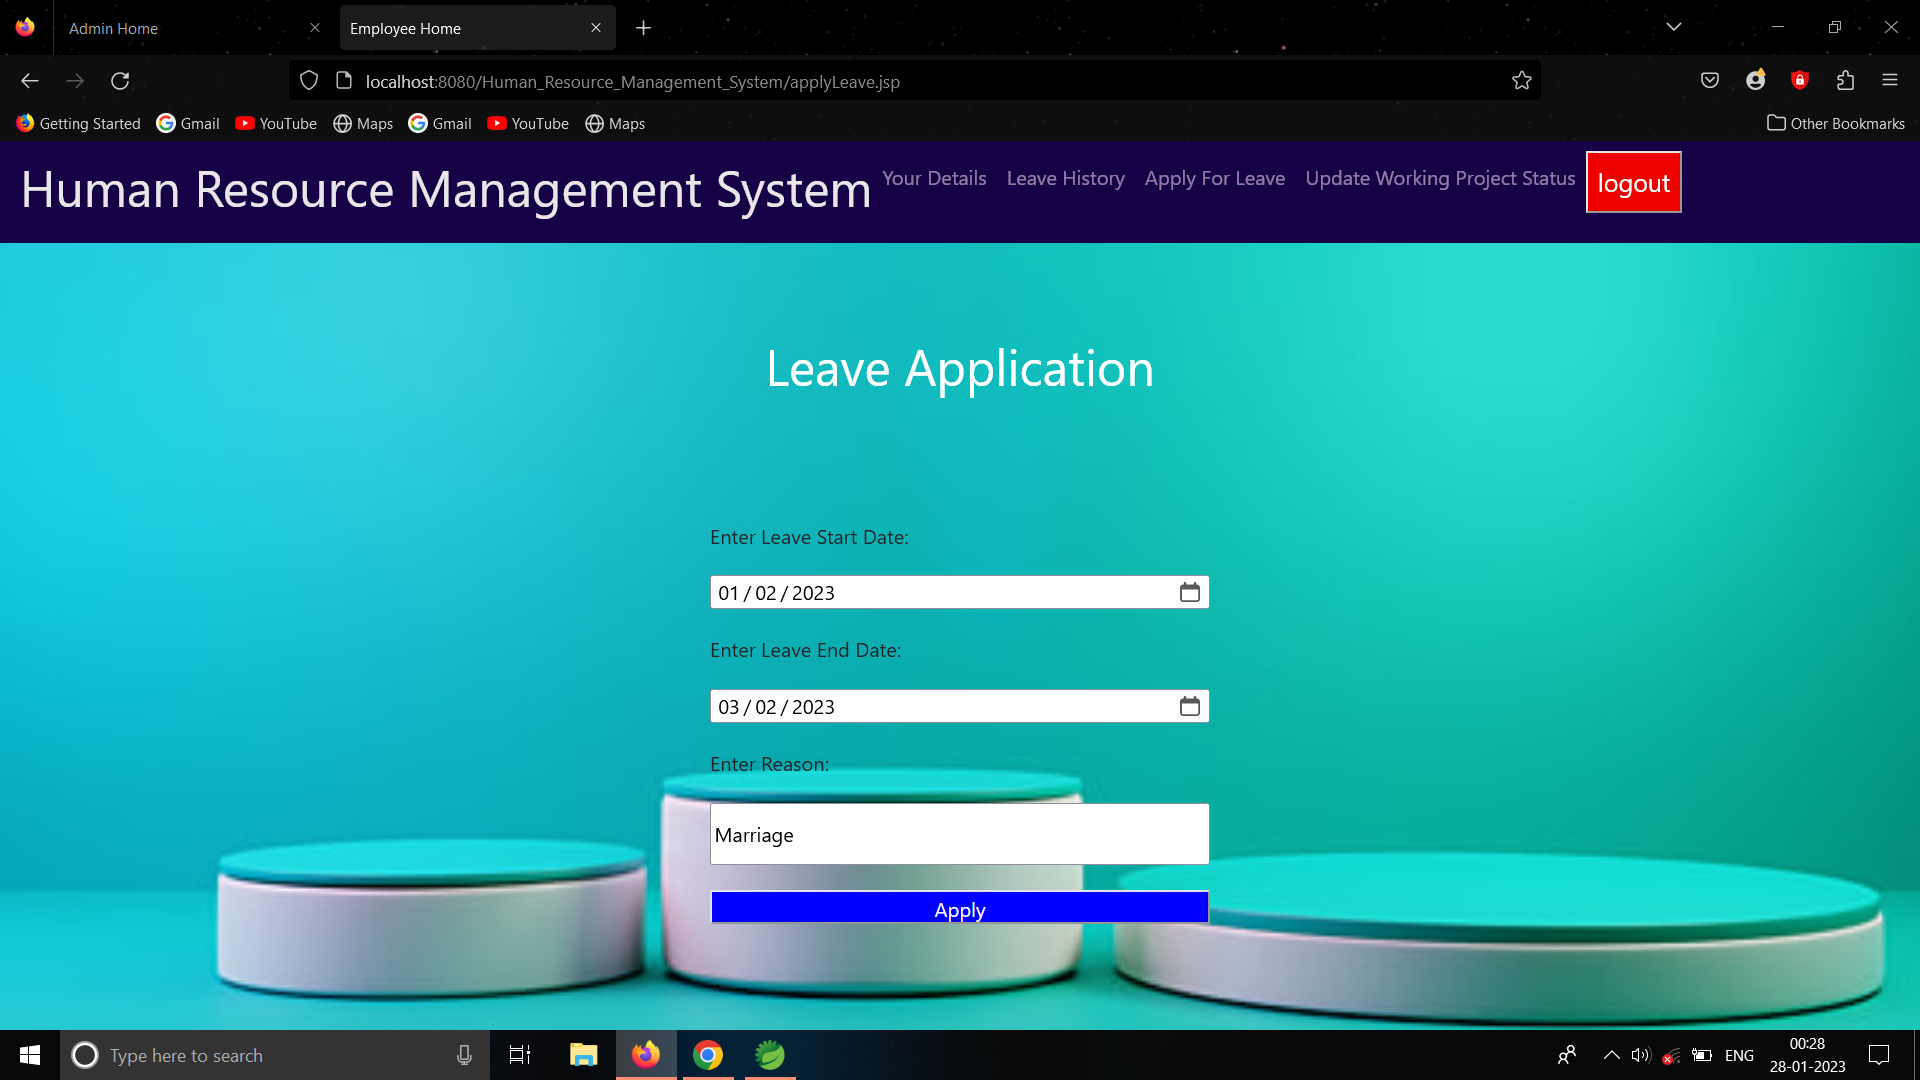 Admin Home
Employee Home
localhost:8080/Human_Resource_Management_System/applyLeave.jsp
Getting Started Gmail YouTube Maps Gmail YouTube Maps Other Bookmarks
Human Resource Management System Your Details Leave History Apply For Leave Update Working Project Status logout
Leave Application
Enter Leave Start Date:
01 / 02 / 2023
Enter Leave End Date:
03 / 02 / 2023
Enter Reason:
Marriage
Apply
Type here to search
ENG
00:28
28-01-2023